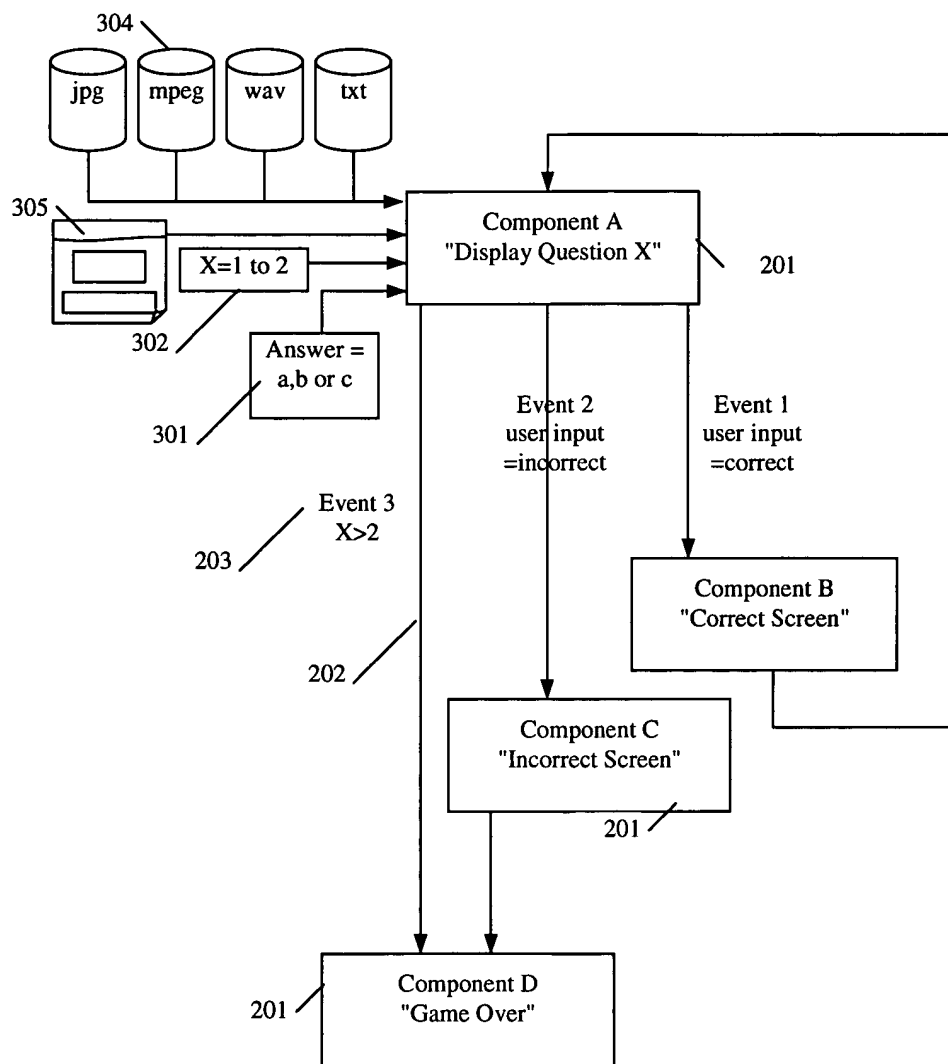 304
jpg
mpeg
wav
txt
305
Component A
"Display Question X"
201
X=1 to 2
302
Answer =
a,b or c
301
Event 2
user input
=incorrect
Event 1
user input
=correct
Event 3
X>2
203
Component B
"Correct Screen"
202
Component C
"Incorrect Screen"
201
Component D
"Game Over"
201